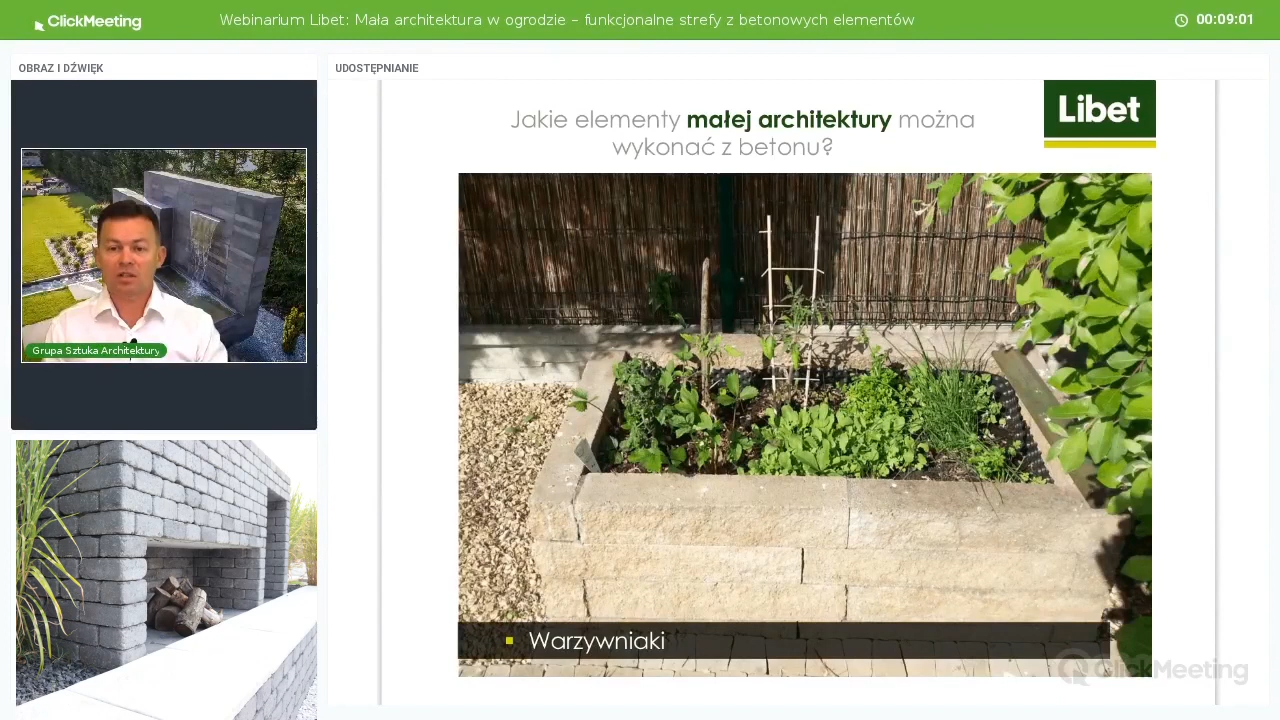 ClickMeeting
Webinarium Libet: Mała architektura w ogrodzie – funkcjonalne strefy z betonowych elementów
00:09:01
OBRAZ I DŹWIĘK
UDOSTĘPNIANIE
Jakie elementy małej architektury można
wykonać z betonu?
Libet
Grupa Sztuka Architektury
Warzywniaki
ClickMeeting